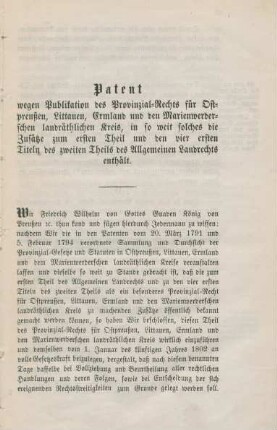 Patent
wegen Publikation des Provinzial-Rechts für Ost-
preußen, Littauen, Ermland und den Marienwerder-
schen landräthlichen Kreis, in so weit solches die
Zusätze zum ersten Theil und den vier ersten
Titeln des zweiten Theils des Allgemeinen Landrechts
enthält.
Wir Friedrich Wilhelm von Gottes Gnaden König von
Preußen ꝛc. thun kund und fügen hierdurch Jedermann zu wissen:
nachdem Wir die in den Patenten vom 20. März 1791 und
5. Februar 1794 verordnete Sammlung und Durchsicht der
Provinzial-Gesetze und Statuten in Ostpreußen, Littauen, Ermland
und dem Marienwerderschen landräthlichen Kreise veranstalten
lassen und dieselbe so weit zu Stande gebracht ist, daß die zum
ersten Theil des Allgemeinen Landrechts und zu den vier ersten
Titeln des zweiten Theils als ein besonderes Provinzial-Recht
für Ostpreußen, Littauen, Ermland und den Marienwerderschen
landräthlichen Kreis zu machenden Zusätze öffentlich bekannt
gemacht werden können, so haben Wir beschlossen, diesen Theil
des Provinzial-Rechts für Ostpreußen, Littauen, Ermland und
den Marienwerderschen landräthlichen Kreis wirklich einzuführen
und demselben vom 1. Januar des künftigen Jahres 1802 an
volle Gesetzeskraft beizulegen, dergestalt, daß nach diesem benannten
Tage dasselbe bei Vollziehung und Beurtheilung aller rechtlichen
Handlungen und deren Folgen, sowie bei Entscheidung der sich
ereignenden Rechtsstreitigkeiten zum Grunde gelegt werden soll.